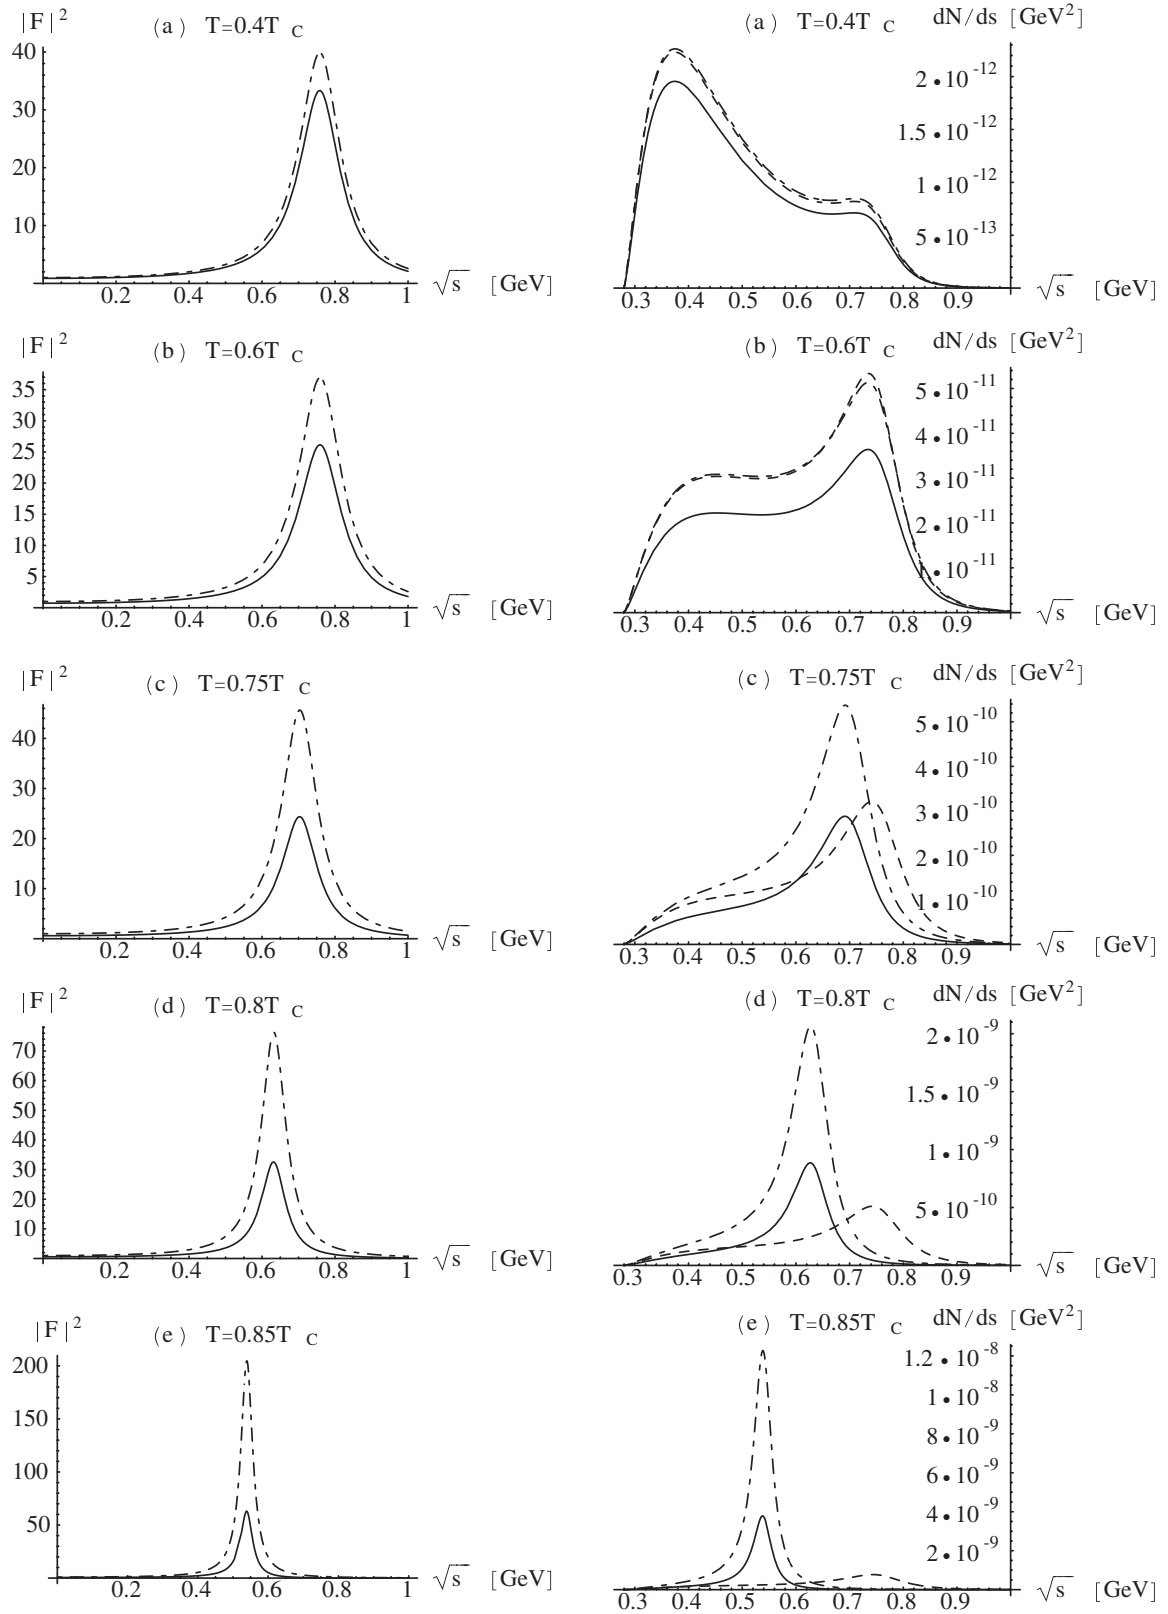 |F|² (a) T=0.4T C
40
30
20
10
0.2 0.4 0.6 0.8 1 √s [GeV]
(a) T=0.4T C dN/ds [GeV²]
2•10⁻¹²
1.5•10⁻¹²
1•10⁻¹²
5•10⁻¹³
0.3 0.4 0.5 0.6 0.7 0.8 0.9 √s [GeV]
|F|² (b) T=0.6T C
35
30
25
20
15
10
5
0.2 0.4 0.6 0.8 1 √s [GeV]
(b) T=0.6T C dN/ds [GeV²]
5•10⁻¹¹
4•10⁻¹¹
3•10⁻¹¹
2•10⁻¹¹
1•10⁻¹¹
0.3 0.4 0.5 0.6 0.7 0.8 0.9 √s [GeV]
|F|² (c) T=0.75T C
40
30
20
10
0.2 0.4 0.6 0.8 1 √s [GeV]
(c) T=0.75T C dN/ds [GeV²]
5•10⁻¹⁰
4•10⁻¹⁰
3•10⁻¹⁰
2•10⁻¹⁰
1•10⁻¹⁰
0.3 0.4 0.5 0.6 0.7 0.8 0.9 √s [GeV]
|F|² (d) T=0.8T C
70
60
50
40
30
20
10
0.2 0.4 0.6 0.8 1 √s [GeV]
(d) T=0.8T C dN/ds [GeV²]
2•10⁻⁹
1.5•10⁻⁹
1•10⁻⁹
5•10⁻¹⁰
0.3 0.4 0.5 0.6 0.7 0.8 0.9 √s [GeV]
|F|² (e) T=0.85T C
200
150
100
50
0.2 0.4 0.6 0.8 1 √s [GeV]
(e) T=0.85T C dN/ds [GeV²]
1.2•10⁻⁸
1•10⁻⁸
8•10⁻⁹
6•10⁻⁹
4•10⁻⁹
2•10⁻⁹
0.3 0.4 0.5 0.6 0.7 0.8 0.9 √s [GeV]